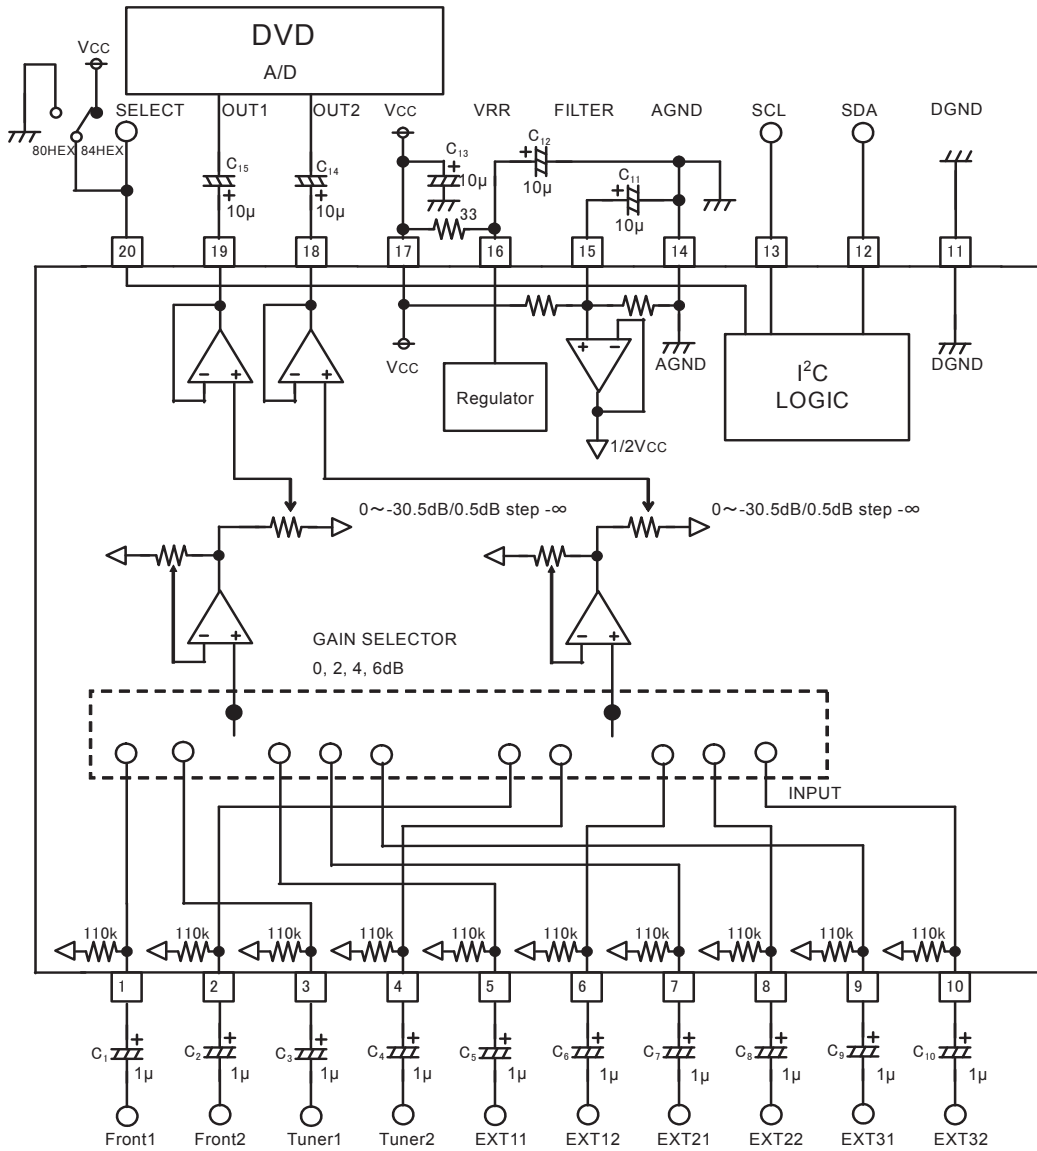 DVD
A/D
VCC
SELECT
OUT1
OUT2
VCC
VRR
FILTER
AGND
SCL
SDA
DGND
80HEX
84HEX
C15
10μ
C14
10μ
C13
10μ
33
C12
10μ
C11
10μ
20
19
18
17
16
15
14
13
12
11
VCC
Regulator
1/2VCC
AGND
I2C
LOGIC
DGND
- +
- +
+ -
0~-30.5dB/0.5dB step -∞
0~-30.5dB/0.5dB step -∞
- +
- +
GAIN SELECTOR
0, 2, 4, 6dB
INPUT
110k
110k
110k
110k
110k
110k
110k
110k
110k
110k
1
2
3
4
5
6
7
8
9
10
C1 + 1μ
C2 + 1μ
C3 + 1μ
C4 + 1μ
C5 + 1μ
C6 + 1μ
C7 + 1μ
C8 + 1μ
C9 + 1μ
C10 + 1μ
Front1
Front2
Tuner1
Tuner2
EXT11
EXT12
EXT21
EXT22
EXT31
EXT32